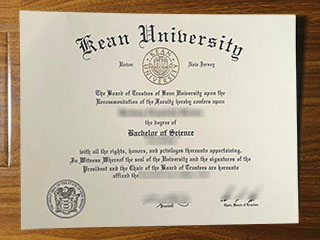 Kean University
Union New Jersey
KEAN
UNIVERSITY
The Board of Trustees of Kean University upon the
Recommendation of the Faculty hereby confers upon
the degree of
Bachelor of Science
with all the rights, honors, and privileges thereunto appertaining.
In Witness Whereof the seal of the University and the signatures of the
President and the Chair of the Board of Trustees are hereunto
affixed
President
Chair, Board of Trustees